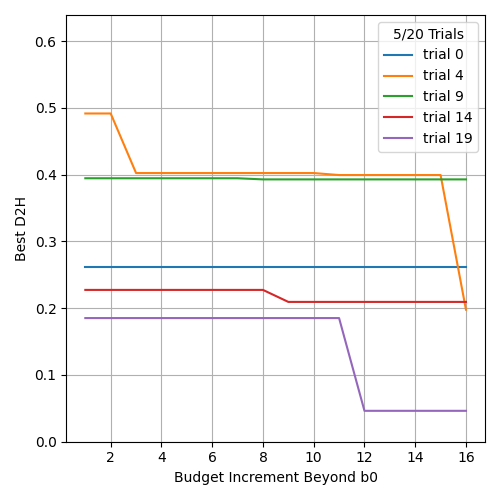 5/20 Trials
trial 0
trial 4
trial 9
trial 14
trial 19
Best D2H
0.6
0.5
0.4
0.3
0.2
0.1
0.0
2 4 6 8 10 12 14 16
Budget Increment Beyond b0